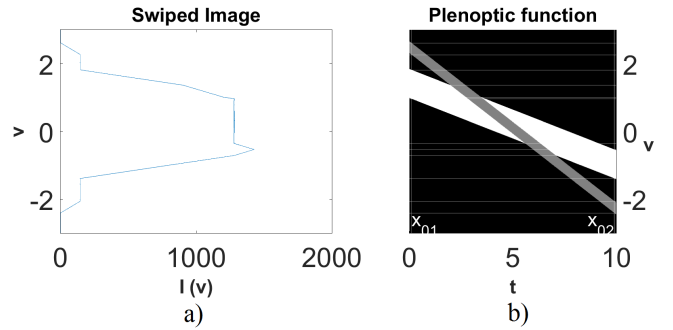 Swiped Image
Plenoptic function
2
0
-2
v
0
1000
2000
I (v)
a)
2
0
-2
v
x01
x02
0
5
10
t
b)